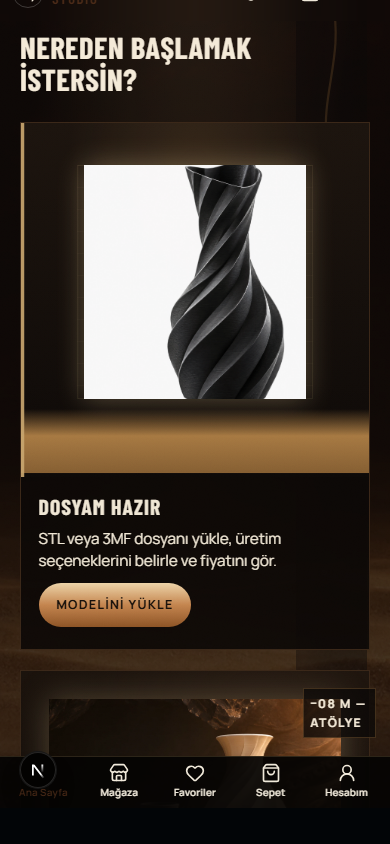 NEREDEN BAŞLAMAK
İSTERSİN?
DOSYAM HAZIR
STL veya 3MF dosyanı yükle, üretim
seçeneklerini belirle ve fiyatını gör.
MODELİNİ YÜKLE
–08 M —
ATÖLYE
N
Ana Sayfa
Mağaza
Favoriler
Sepet
Hesabım